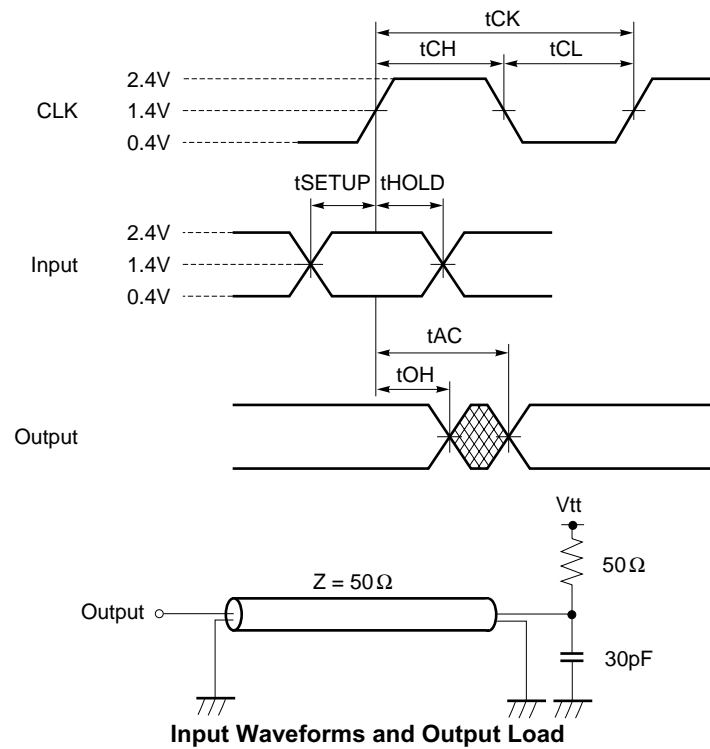 tCK
tCH
tCL
2.4V
CLK
1.4V
0.4V
tSETUP
tHOLD
2.4V
Input
1.4V
0.4V
tAC
tOH
Output
Vtt
50Ω
Z = 50Ω
Output
30pF
Input Waveforms and Output Load